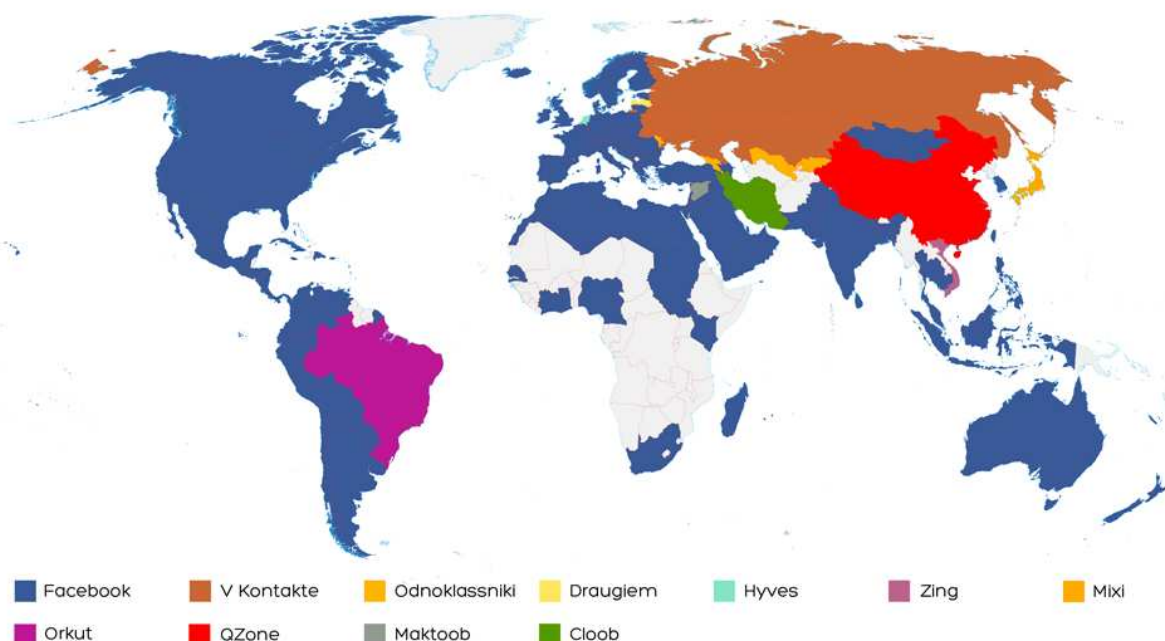 Facebook V Kontakte Odnoklassniki Draugiem Hyves Zing Mixi
Orkut QZone Maktoob Cloob